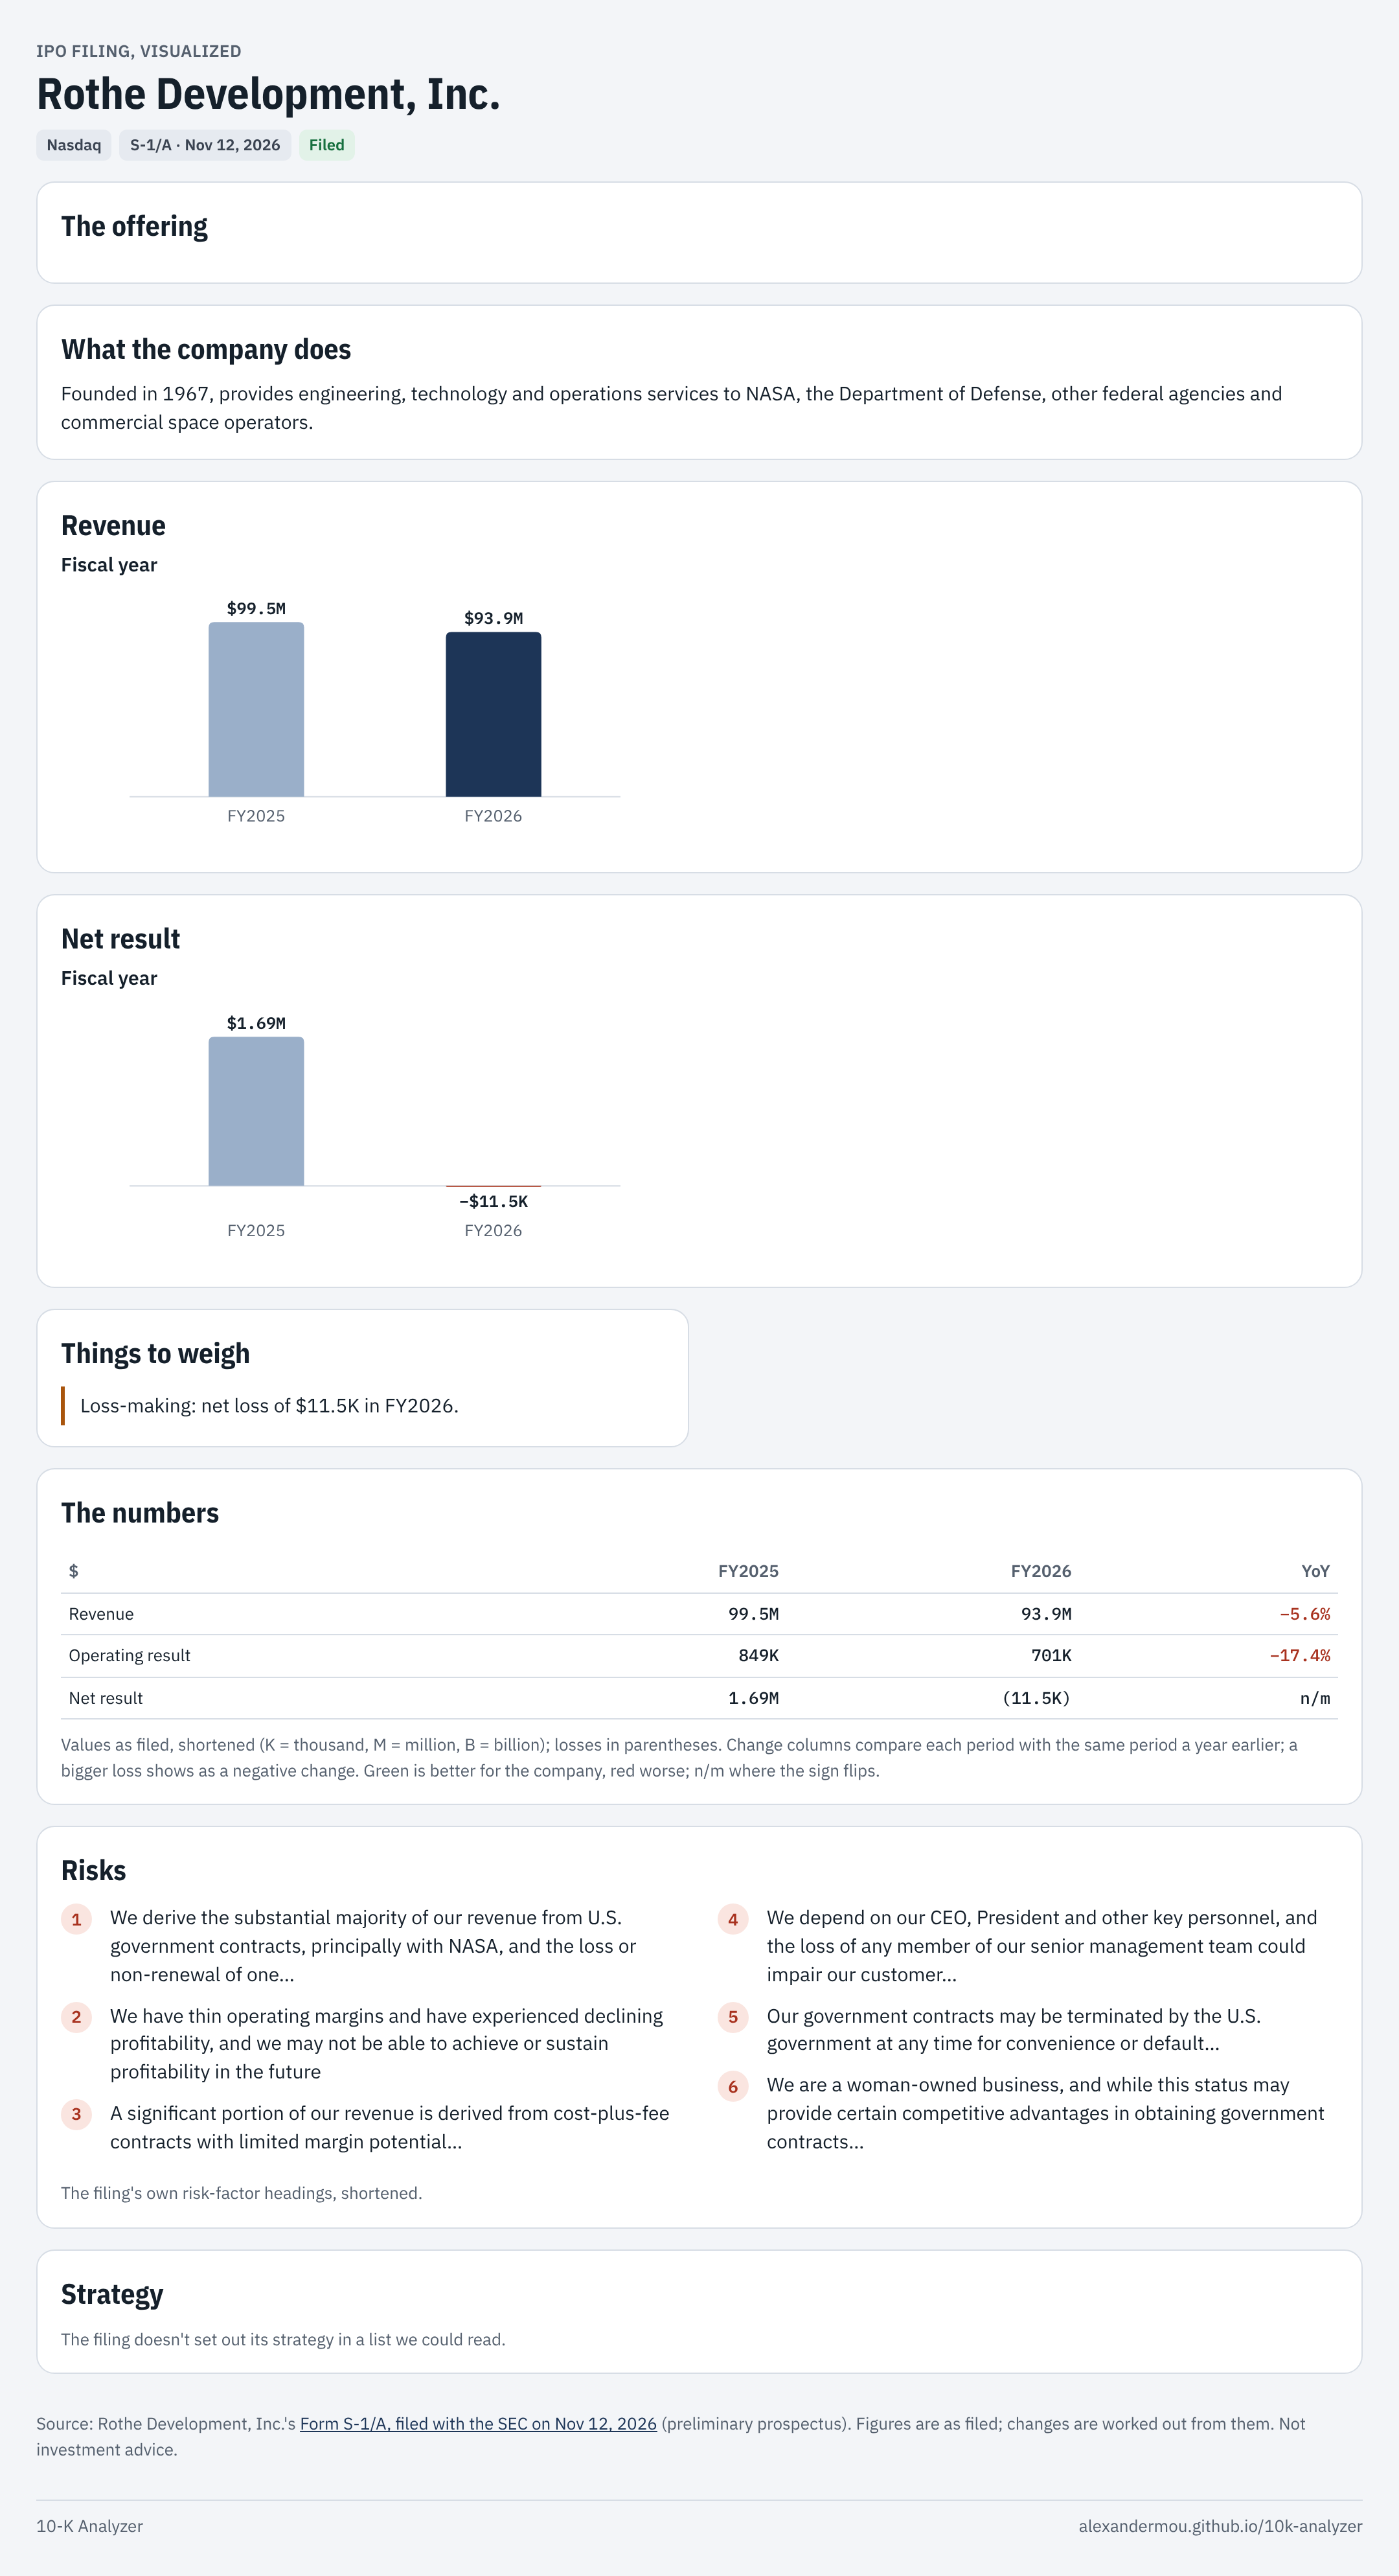 IPO FILING, VISUALIZED
Rothe Development, Inc.
Nasdaq
S-1/A · Nov 12, 2026
Filed
The offering
What the company does
Founded in 1967, provides engineering, technology and operations services to NASA, the Department of Defense, other federal agencies and
commercial space operators.
Revenue
Fiscal year
$99.5M
$93.9M
FY2025
FY2026
Net result
Fiscal year
$1.69M
−$11.5K
FY2025
FY2026
Things to weigh
Loss-making: net loss of $11.5K in FY2026.
The numbers
$ FY2025 FY2026 YoY
Revenue 99.5M 93.9M −5.6%
Operating result 849K 701K −17.4%
Net result 1.69M (11.5K) n/m
Values as filed, shortened (K = thousand, M = million, B = billion); losses in parentheses. Change columns compare each period with the same period a year earlier; a
bigger loss shows as a negative change. Green is better for the company, red worse; n/m where the sign flips.
Risks
1 We derive the substantial majority of our revenue from U.S.
government contracts, principally with NASA, and the loss or
non-renewal of one…
2 We have thin operating margins and have experienced declining
profitability, and we may not be able to achieve or sustain
profitability in the future
3 A significant portion of our revenue is derived from cost-plus-fee
contracts with limited margin potential…
4 We depend on our CEO, President and other key personnel, and
the loss of any member of our senior management team could
impair our customer…
5 Our government contracts may be terminated by the U.S.
government at any time for convenience or default…
6 We are a woman-owned business, and while this status may
provide certain competitive advantages in obtaining government
contracts…
The filing's own risk-factor headings, shortened.
Strategy
The filing doesn't set out its strategy in a list we could read.
Source: Rothe Development, Inc.'s Form S-1/A, filed with the SEC on Nov 12, 2026 (preliminary prospectus). Figures are as filed; changes are worked out from them. Not
investment advice.
10-K Analyzer
alexandermou.github.io/10k-analyzer